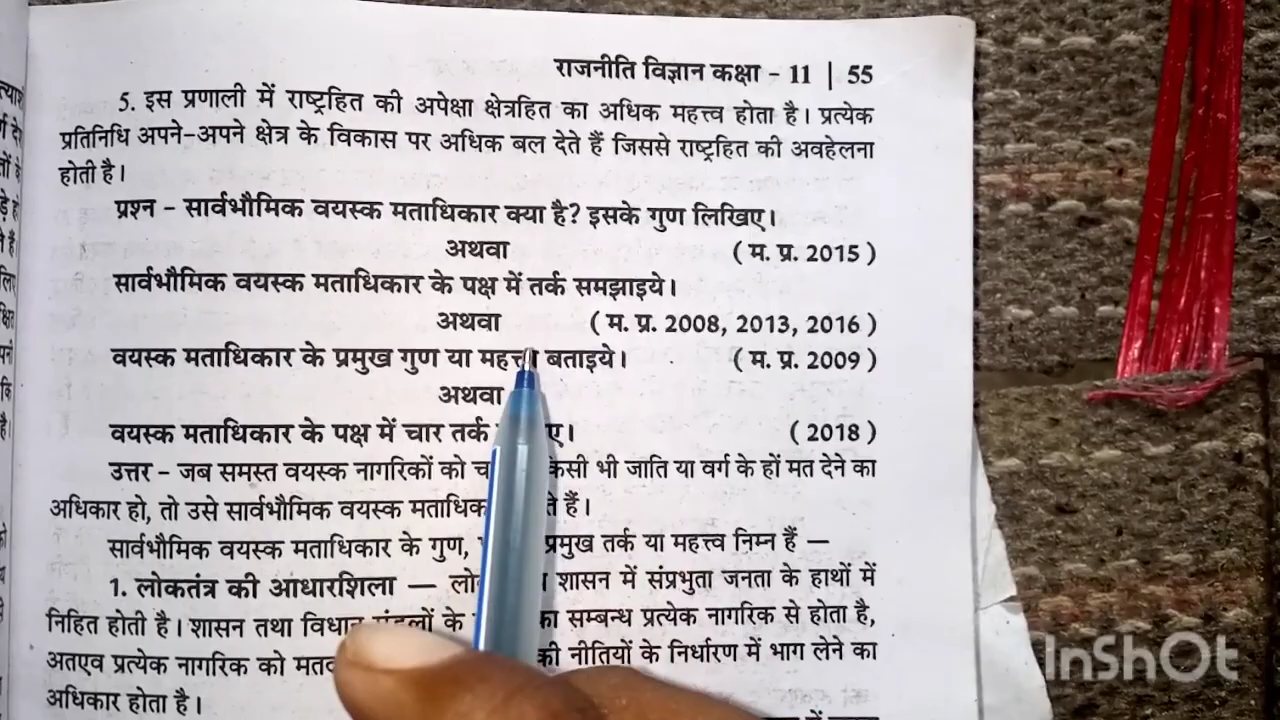 राजनीति विज्ञान कक्षा - 11 | 55
5. इस प्रणाली में राष्ट्रहित की अपेक्षा क्षेत्रहित का अधिक महत्त्व होता है। प्रत्येक
प्रतिनिधि अपने-अपने क्षेत्र के विकास पर अधिक बल देते हैं जिससे राष्ट्रहित की अवहेलना
होती है।
प्रश्न - सार्वभौमिक वयस्क मताधिकार क्या है? इसके गुण लिखिए।
अथवा ( म. प्र. 2015 )
सार्वभौमिक वयस्क मताधिकार के पक्ष में तर्क समझाइये।
अथवा ( म. प्र. 2008, 2013, 2016 )
वयस्क मताधिकार के प्रमुख गुण या महत्त्व बताइये। ( म. प्र. 2009 )
अथवा
वयस्क मताधिकार के पक्ष में चार तर्क ( 2018 )
उत्तर - जब समस्त वयस्क नागरिकों को भी जाति या वर्ग के हों मत देने का
अधिकार हो, तो उसे सार्वभौमिक वयस्क हैं।
सार्वभौमिक वयस्क मताधिकार के गुण, प्रमुख तर्क या महत्त्व निम्न हैं —
1. लोकतंत्र की आधारशिला — शासन में संप्रभुता जनता के हाथों में
निहित होती है। शासन तथा के का सम्बन्ध प्रत्येक नागरिक से होता है,
अतएव प्रत्येक नागरिक को की नीतियों के निर्धारण में भाग लेने का
अधिकार होता है।
InShOt